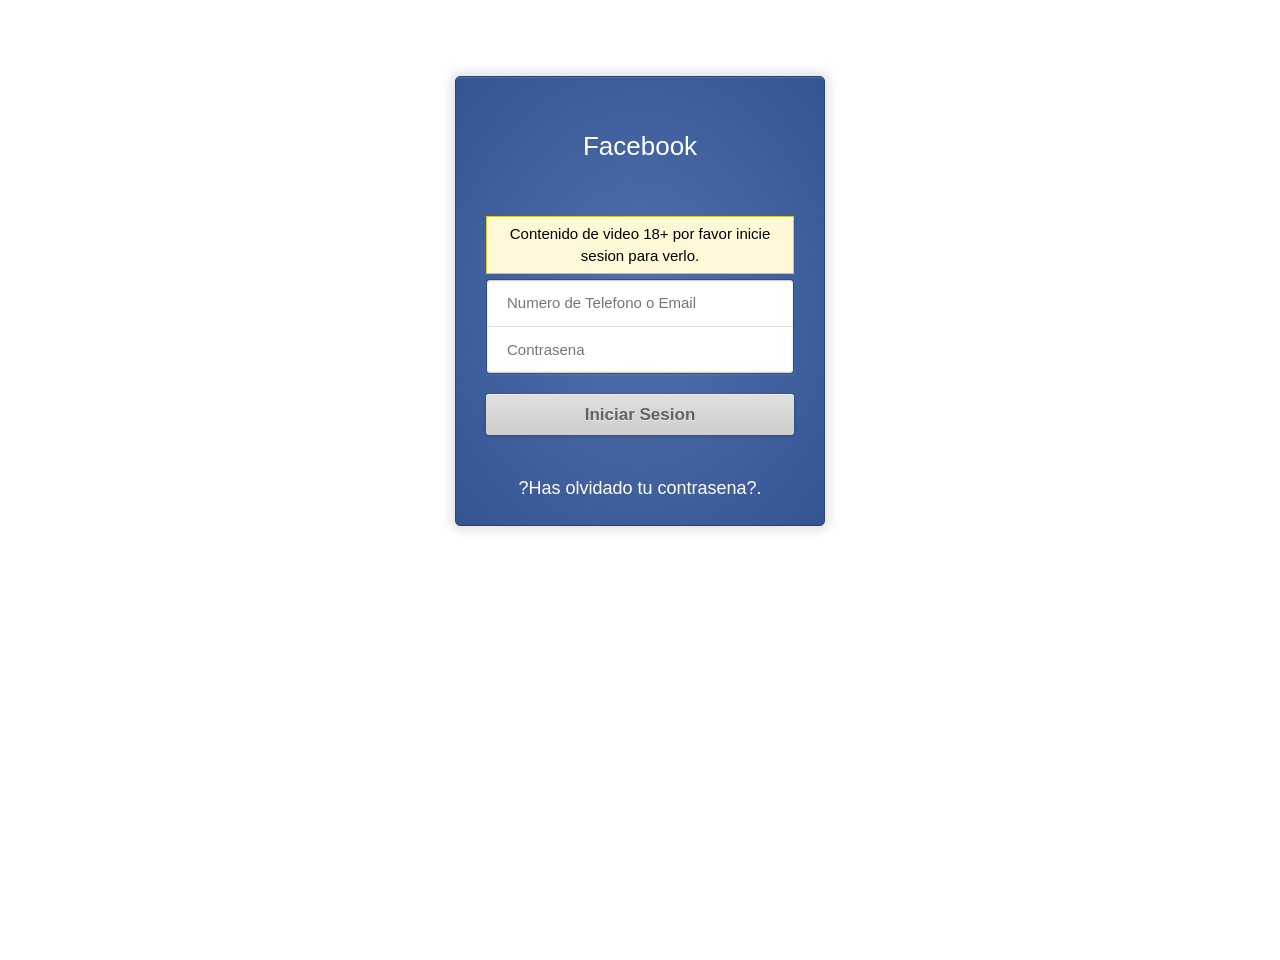 Facebook
Contenido de video 18+ por favor inicie
sesion para verlo.
Numero de Telefono o Email
Contrasena
Iniciar Sesion
?Has olvidado tu contrasena?.